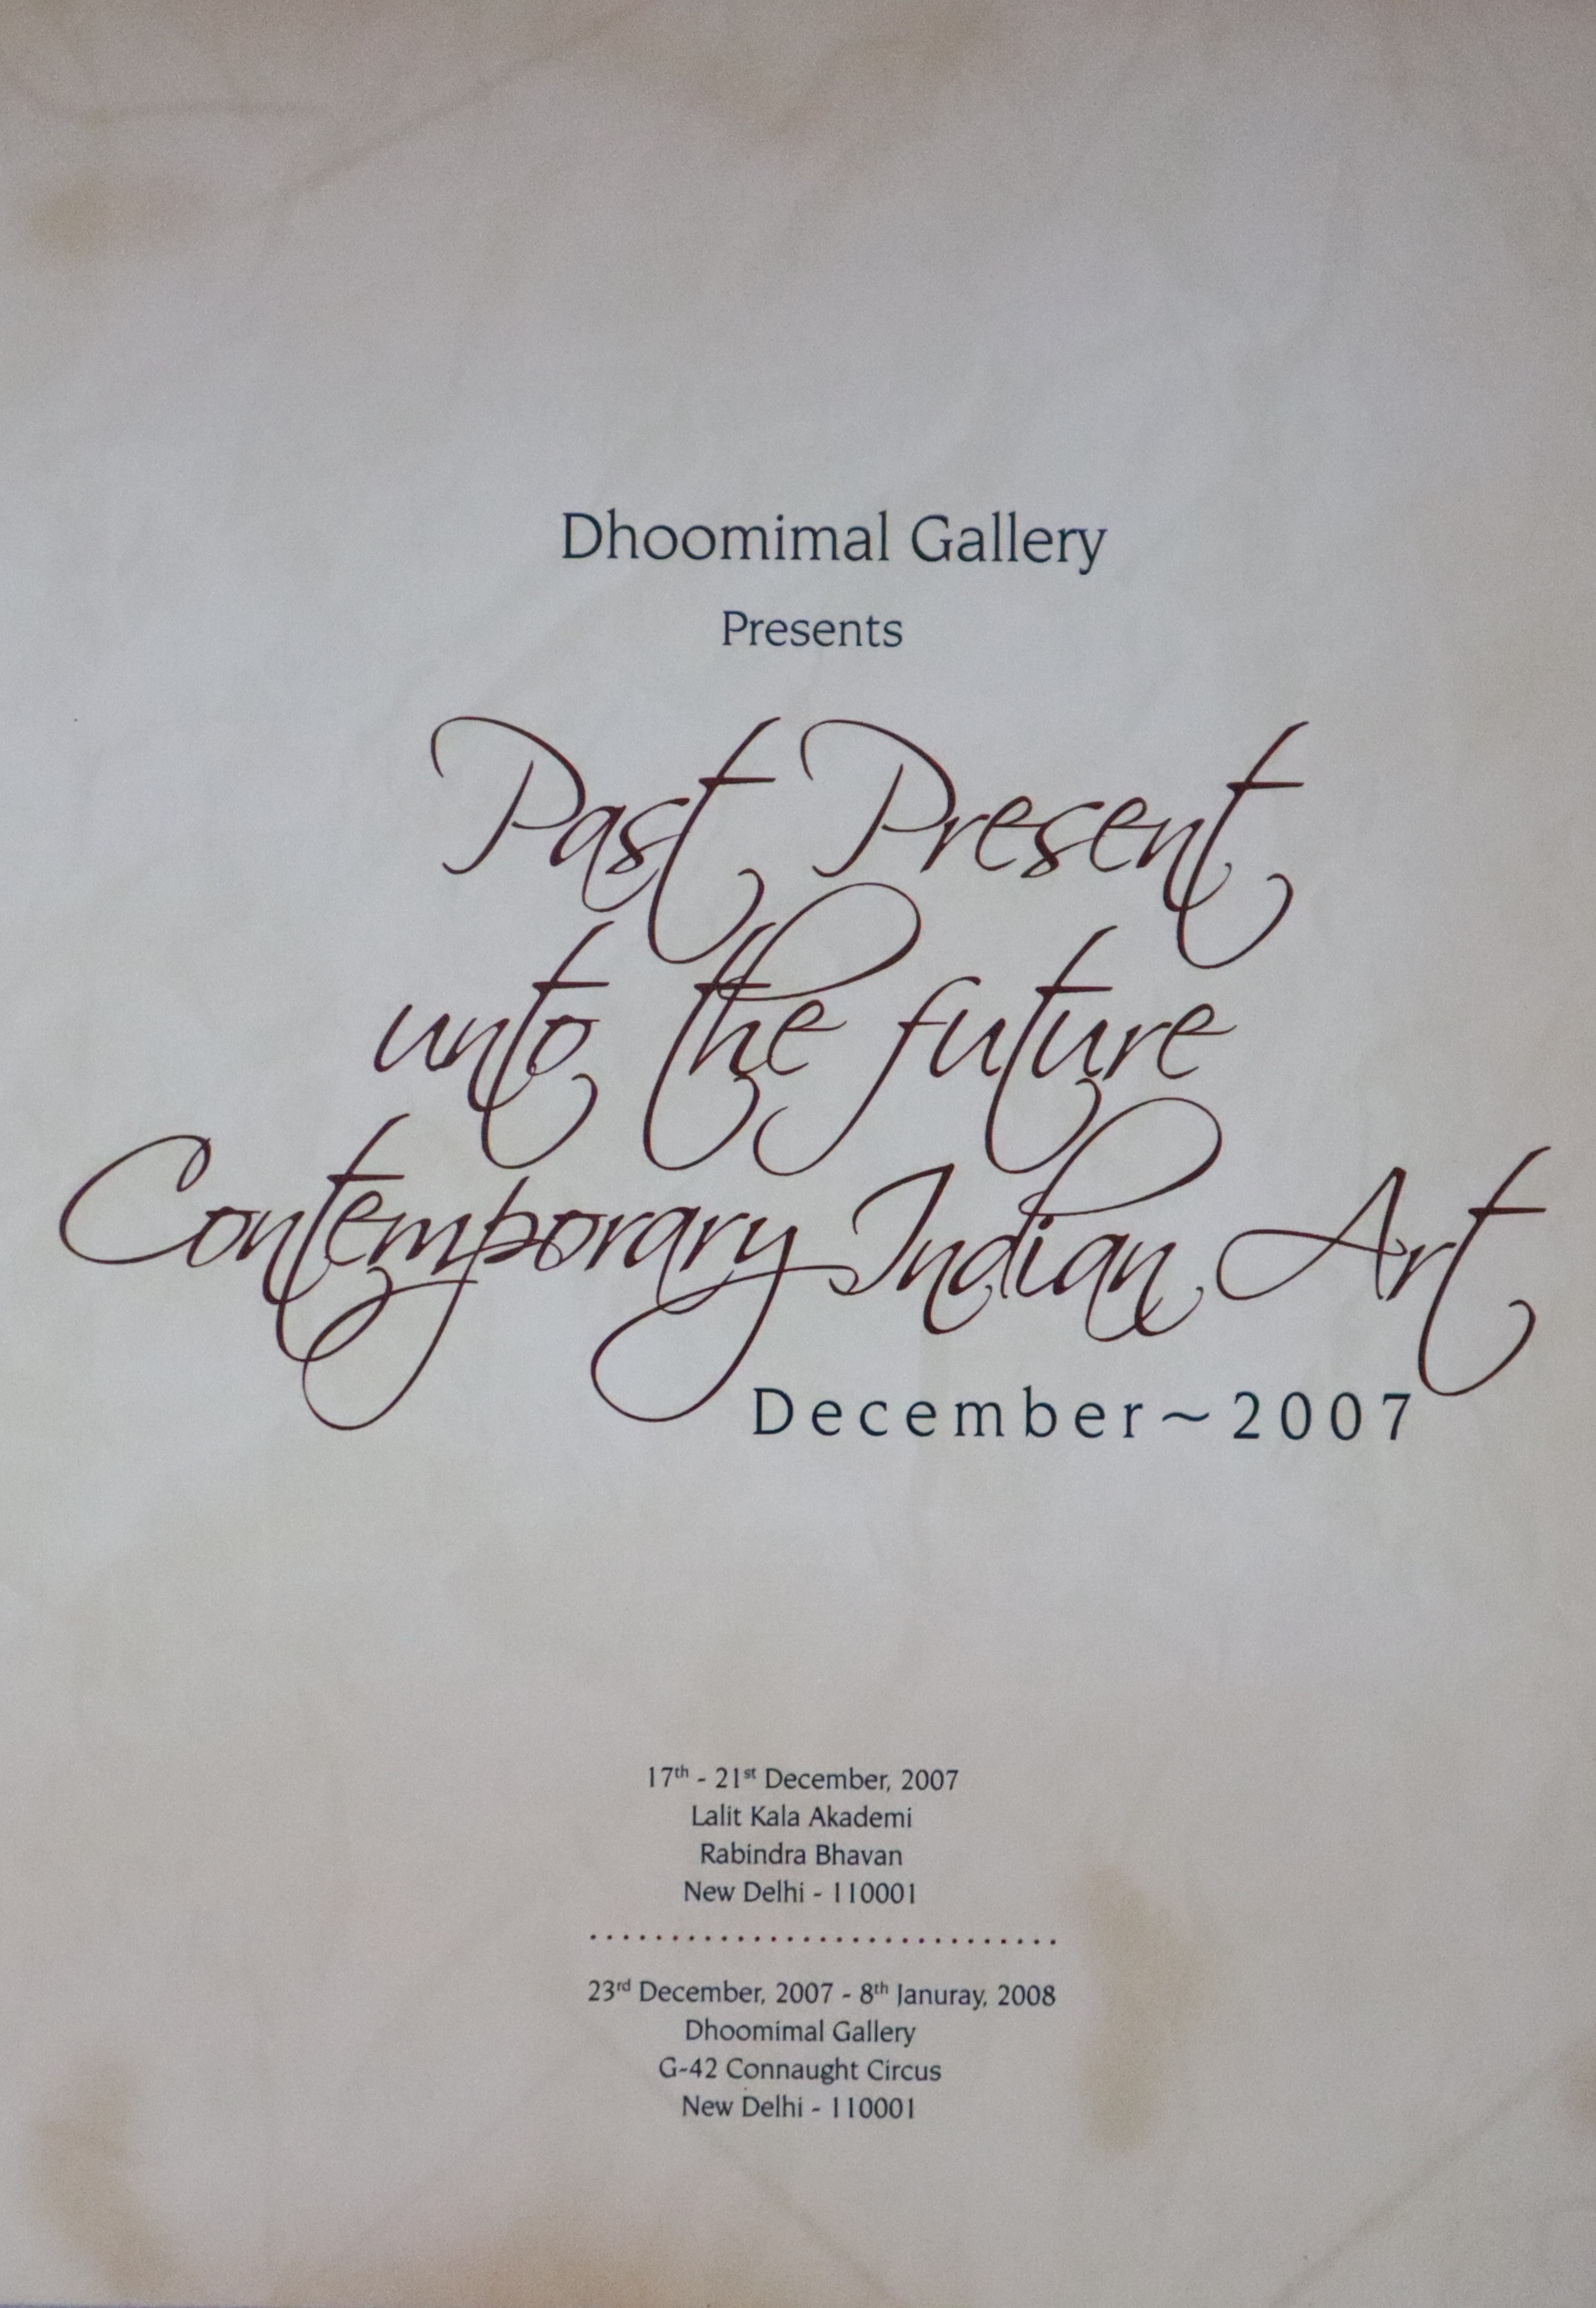 Dhoomimal Gallery
Presents
Past Present
unto the future
Contemporary Indian Art
December~2007
17th - 21st December, 2007
Lalit Kala Akademi
Rabindra Bhavan
New Delhi - 110001
23rd December, 2007 - 8th Januray, 2008
Dhoomimal Gallery
G-42 Connaught Circus
New Delhi - 110001